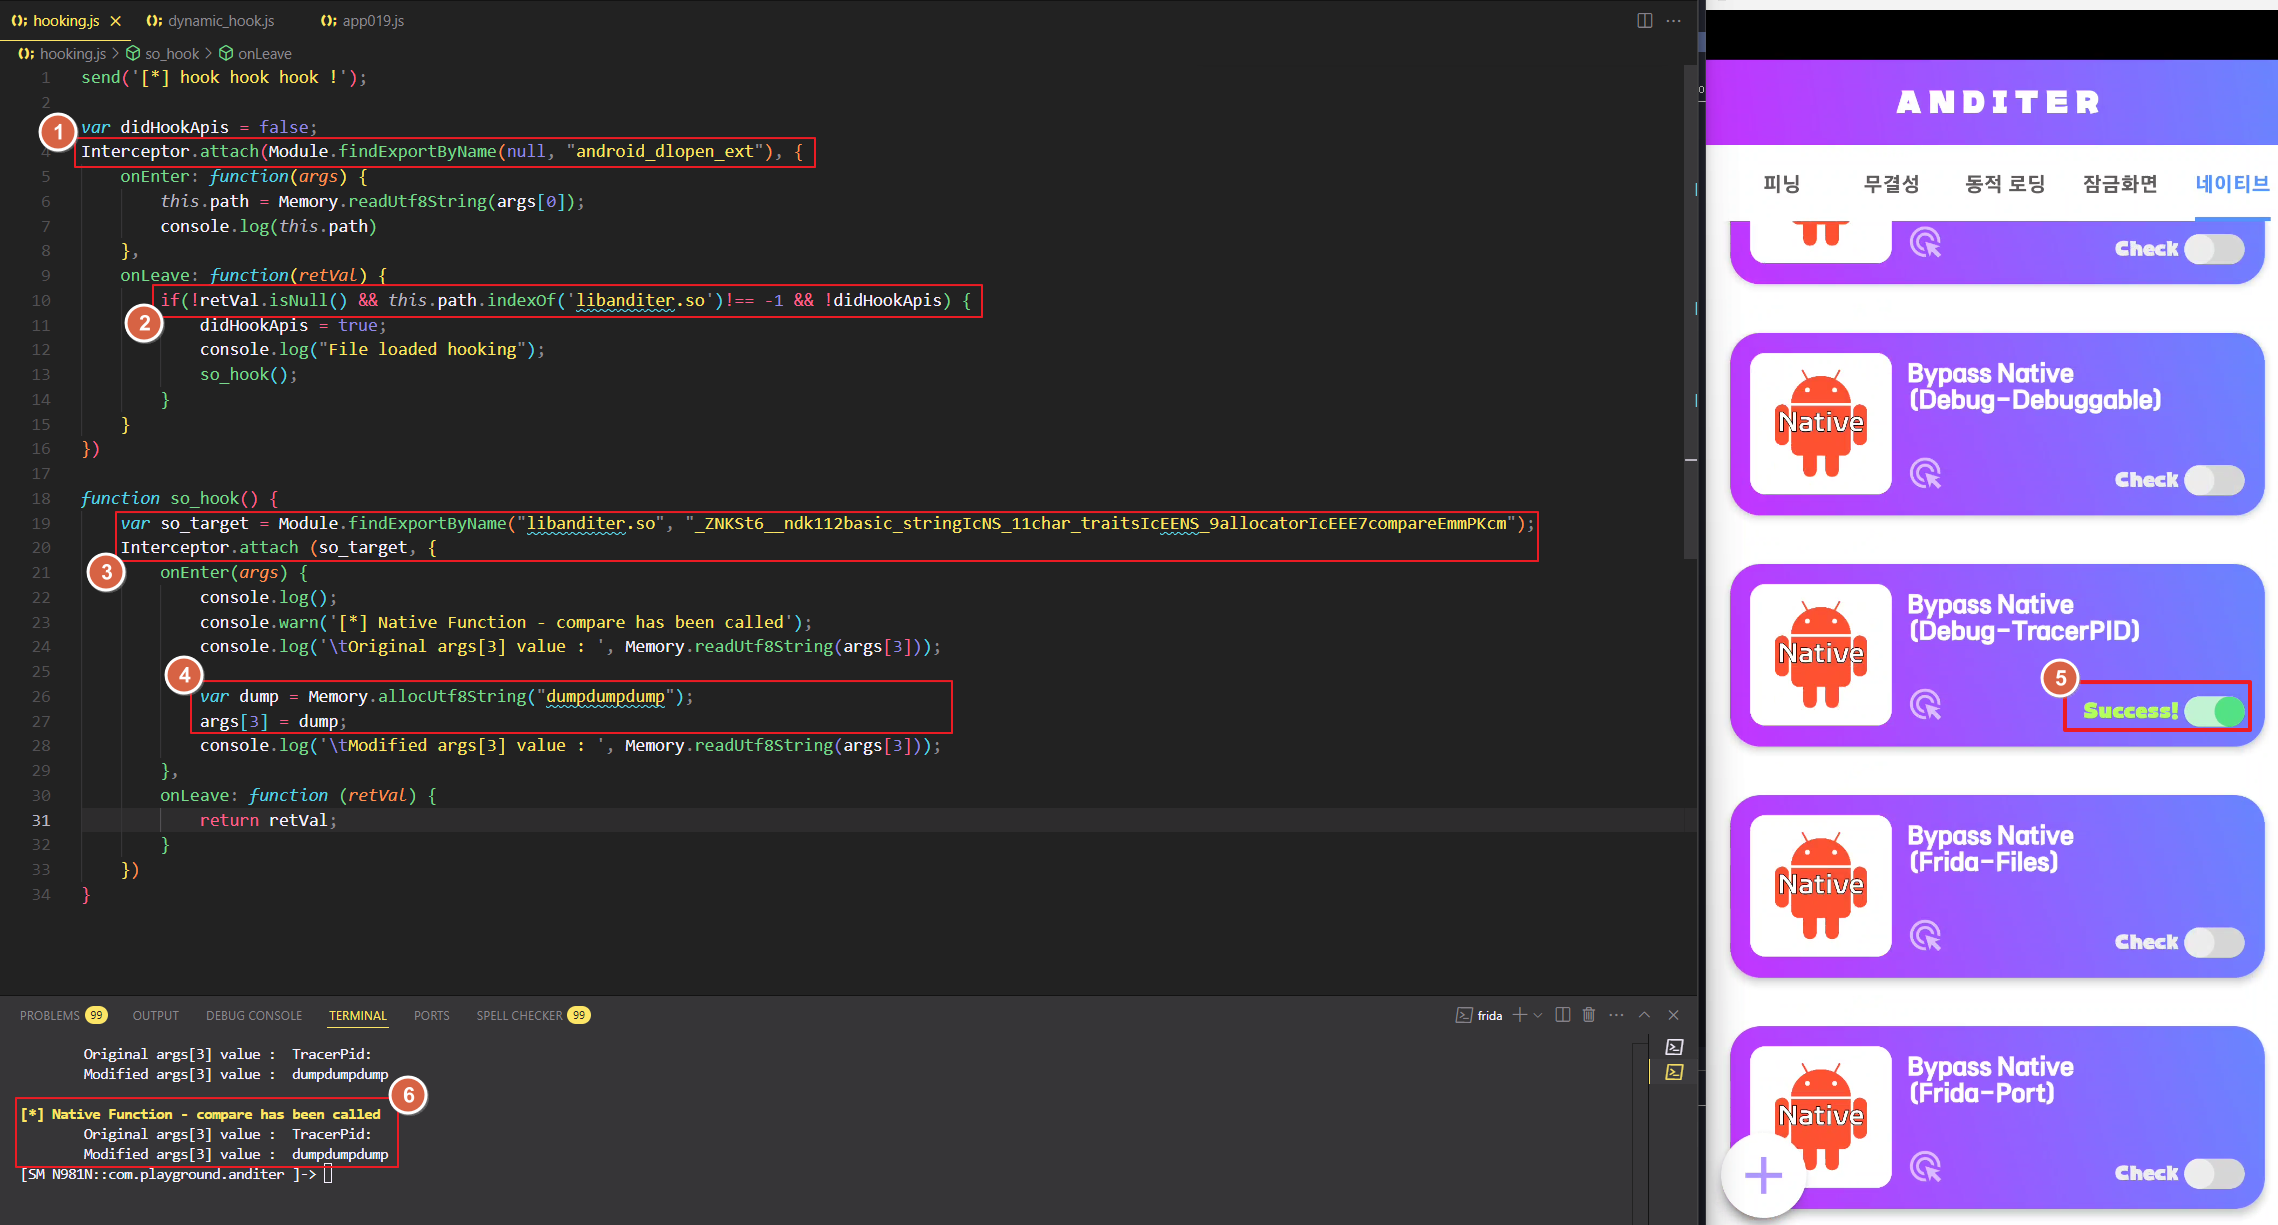 hooking.js
dynamic_hook.js
app019.js
hooking.js > so_hook > onLeave
1 send('[*] hook hook hook !');
2
1
var didHookApis = false;
4 Interceptor.attach(Module.findExportByName(null, "android_dlopen_ext"), {
5 onEnter: function(args) {
6 this.path = Memory.readUtf8String(args[0]);
7 console.log(this.path)
8 },
9 onLeave: function(retVal) {
10 if(!retVal.isNull() && this.path.indexOf('libanditer.so')!== -1 && !didHookApis) {
2
11 didHookApis = true;
12 console.log("File loaded hooking");
13 so_hook();
14 }
15 }
16 })
17
18 function so_hook() {
19 var so_target = Module.findExportByName("libanditer.so", "_ZNKSt6__ndk112basic_stringIcNS_11char_traitsIcEENS_9allocatorIcEEE7compareEmmPKcm");
20 Interceptor.attach (so_target, {
3
21 onEnter(args) {
22 console.log();
23 console.warn('[*] Native Function - compare has been called');
24 console.log('\tOriginal args[3] value : ', Memory.readUtf8String(args[3]));
25
4
26 var dump = Memory.allocUtf8String("dumpdumpdump");
27 args[3] = dump;
28 console.log('\tModified args[3] value : ', Memory.readUtf8String(args[3]));
29 },
30 onLeave: function (retVal) {
31 return retVal;
32 }
33 })
34 }
PROBLEMS 99 OUTPUT DEBUG CONSOLE TERMINAL PORTS SPELL CHECKER 99
frida
Original args[3] value :  TracerPid:
Modified args[3] value :  dumpdumpdump
6
[*] Native Function - compare has been called
Original args[3] value :  TracerPid:
Modified args[3] value :  dumpdumpdump
[SM N981N::com.playground.anditer ]->
ANDITER
피닝 무결성 동적 로딩 잠금화면 네이티브
Check
Native
Bypass Native
(Debug-Debuggable)
Check
Native
Bypass Native
(Debug-TracerPID)
5
Success!
Native
Bypass Native
(Frida-Files)
Check
Native
Bypass Native
(Frida-Port)
Check